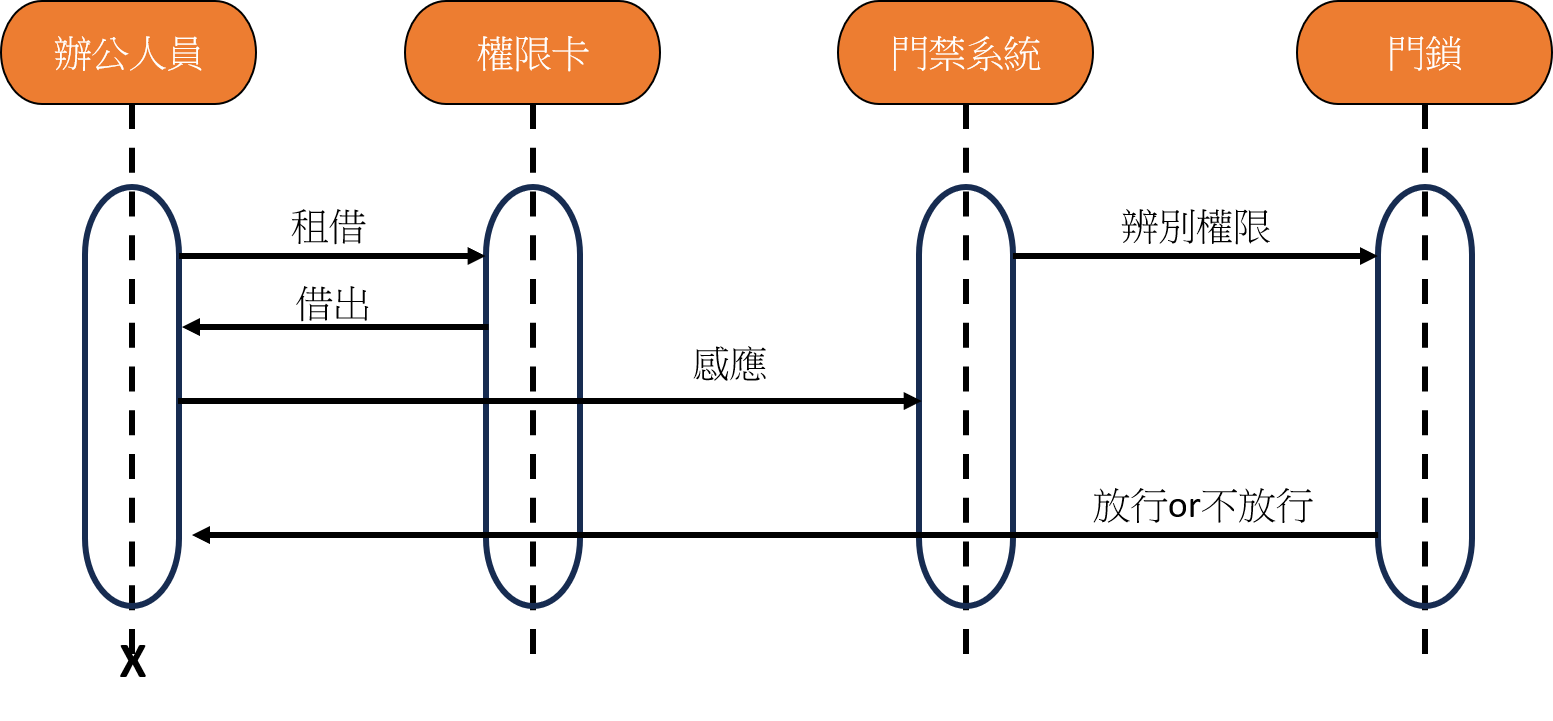 辦公人員
權限卡
門禁系統
門鎖
租借
辨別權限
借出
感應
放行or不放行
X